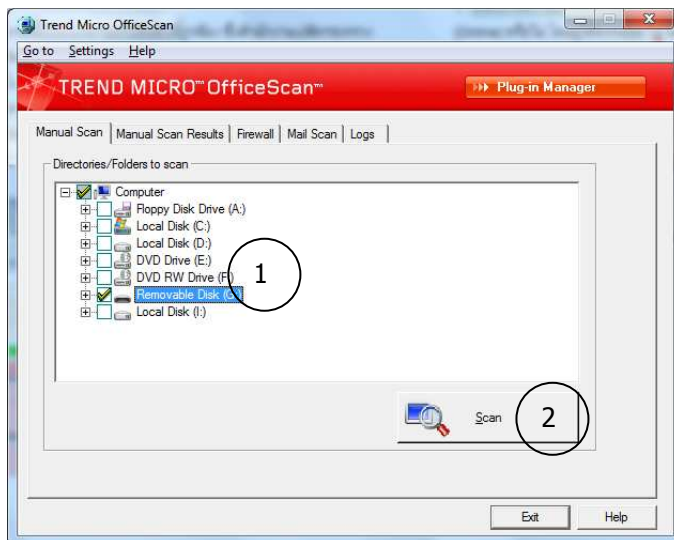 Trend Micro OfficeScan
Go to Settings Help
TREND MICRO™ OfficeScan™
Plug-in Manager
Manual Scan Manual Scan Results Firewall Mail Scan Logs
Directories/Folders to scan
Computer
Floppy Disk Drive (A:)
Local Disk (C:)
Local Disk (D:)
DVD Drive (E:)
DVD RW Drive (F:)
Removable Disk (G:)
Local Disk (I:)
1
Scan
2
Exit Help